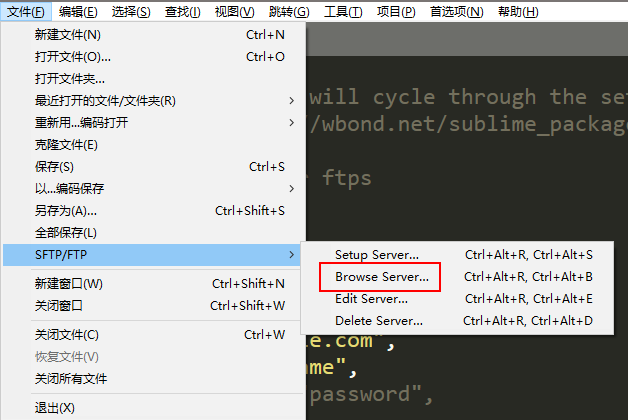 文件(F) 编辑(E) 选择(S) 查找(I) 视图(V) 跳转(G) 工具(T) 项目(P) 首选项(N) 帮助(H)
新建文件(N) Ctrl+N
打开文件(O)... Ctrl+O
打开文件夹...
will cycle through the se
最近打开的文件/文件夹(R)
重新用...编码打开
/wbond.net/sublime_package
克隆文件(E)
保存(S) Ctrl+S
ftps
以...编码保存
另存为(A)... Ctrl+Shift+S
全部保存(L)
SFTP/FTP
Setup Server... Ctrl+Alt+R, Ctrl+Alt+S
Browse Server... Ctrl+Alt+R, Ctrl+Alt+B
Edit Server... Ctrl+Alt+R, Ctrl+Alt+E
Delete Server... Ctrl+Alt+R, Ctrl+Alt+D
新建窗口(W) Ctrl+Shift+N
关闭窗口 Ctrl+Shift+W
关闭文件(C) Ctrl+W
le.com",
恢复文件(V)
me",
关闭所有文件
password",
退出(X)